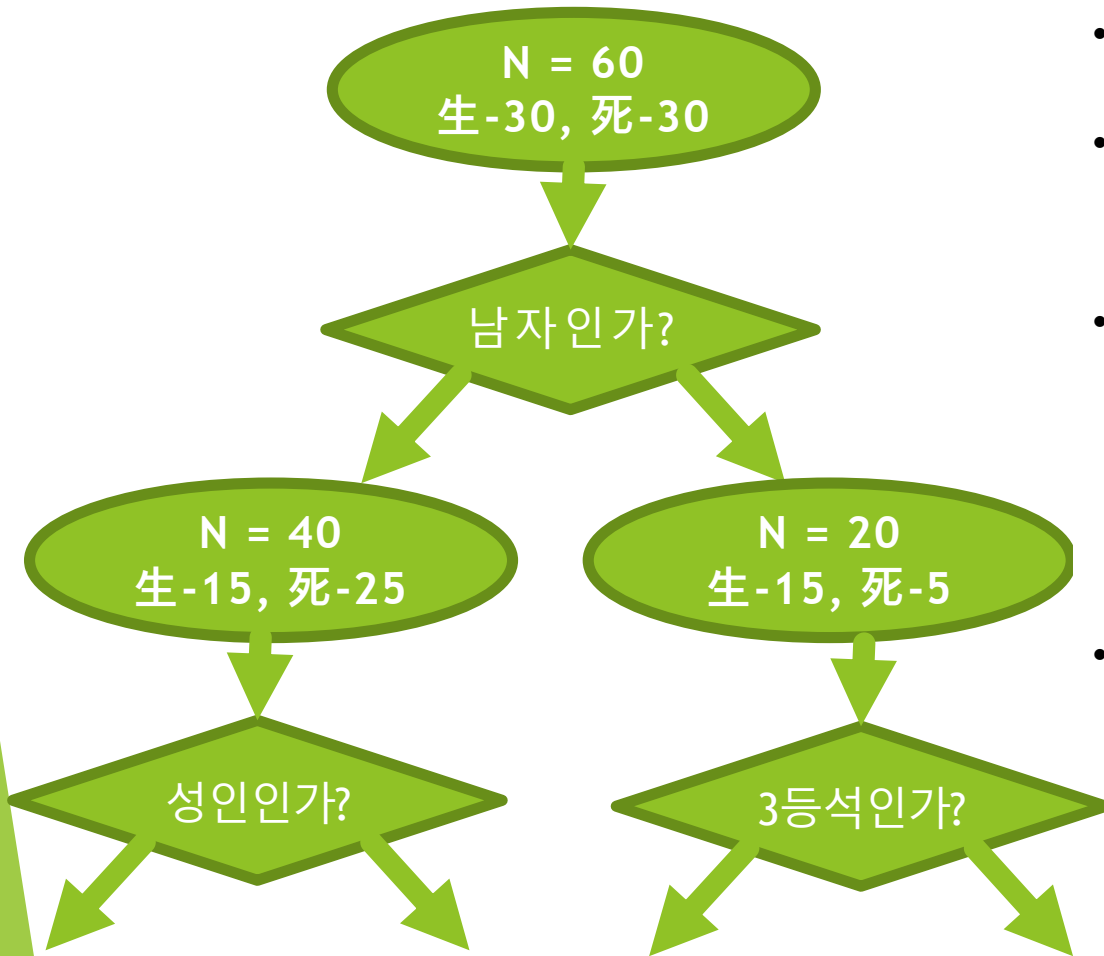 N = 60
生-30, 死-30
남자인가?
N = 40
生-15, 死-25
N = 20
生-15, 死-5
성인인가?
3등석인가?